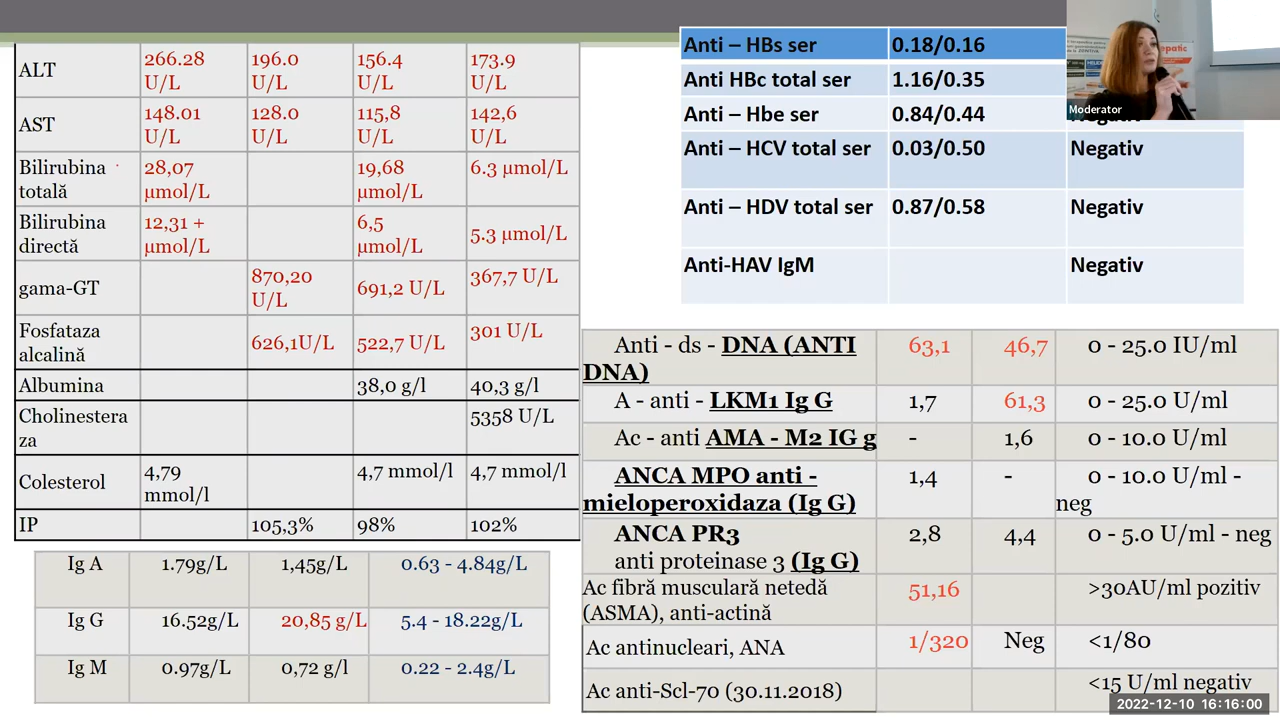 ALT 266.28 U/L 196.0 U/L 156.4 U/L 173.9 U/L
AST 148.01 U/L 128.0 U/L 115,8 U/L 142,6 U/L
Bilirubina totală 28,07 µmol/L 19,68 µmol/L 6.3 µmol/L
Bilirubina directă 12,31 + µmol/L 6,5 µmol/L 5.3 µmol/L
gama-GT 870,20 U/L 691,2 U/L 367,7 U/L
Fosfataza alcalină 626,1U/L 522,7 U/L 301 U/L
Albumina 38,0 g/l 40,3 g/l
Cholinestera za 5358 U/L
Colesterol 4,79 mmol/l 4,7 mmol/l 4,7 mmol/l
IP 105,3% 98% 102%
Ig A 1.79g/L 1,45g/L 0.63 - 4.84g/L
Ig G 16.52g/L 20,85 g/L 5.4 - 18.22g/L
Ig M 0.97g/L 0,72 g/l 0.22 - 2.4g/L
Anti – HBs ser 0.18/0.16
Anti HBc total ser 1.16/0.35
Anti – Hbe ser 0.84/0.44 Negativ
Anti – HCV total ser 0.03/0.50 Negativ
Anti – HDV total ser 0.87/0.58 Negativ
Anti-HAV IgM Negativ
Moderator
Anti - ds - DNA (ANTI DNA) 63,1 46,7 0 - 25.0 IU/ml
A - anti - LKM1 Ig G 1,7 61,3 0 - 25.0 U/ml
Ac - anti AMA - M2 IG g - 1,6 0 - 10.0 U/ml
ANCA MPO anti - mieloperoxidaza (Ig G) 1,4 - 0 - 10.0 U/ml - neg
ANCA PR3 anti proteinase 3 (Ig G) 2,8 4,4 0 - 5.0 U/ml - neg
Ac fibră musculară netedă (ASMA), anti-actină 51,16 >30AU/ml pozitiv
Ac antinucleari, ANA 1/320 Neg <1/80
Ac anti-Scl-70 (30.11.2018) <15 U/ml negativ
2022-12-10 16:16:00